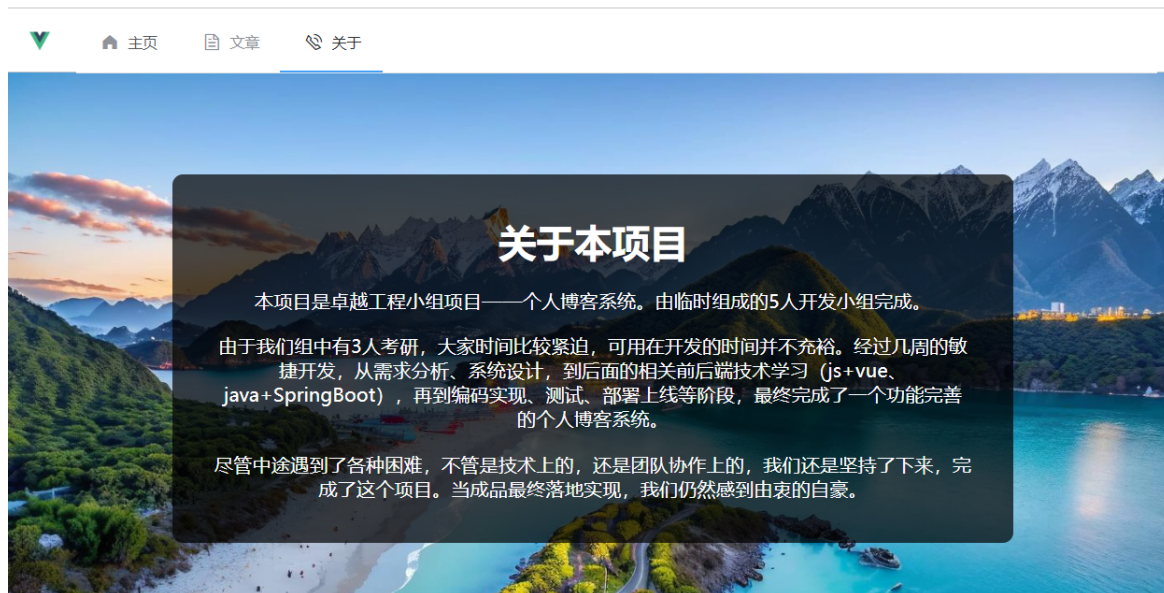 主页
文章
关于
关于本项目
本项目是卓越工程小组项目——个人博客系统。由临时组成的5人开发小组完成。
由于我们组中有3人考研，大家时间比较紧迫，可用在开发的时间并不充裕。经过几周的敏
捷开发，从需求分析、系统设计，到后面的相关前后端技术学习（js+vue、
java+SpringBoot），再到编码实现、测试、部署上线等阶段，最终完成了一个功能完善
的个人博客系统。
尽管中途遇到了各种困难，不管是技术上的，还是团队协作上的，我们还是坚持了下来，完
成了这个项目。当成品最终落地实现，我们仍然感到由衷的自豪。